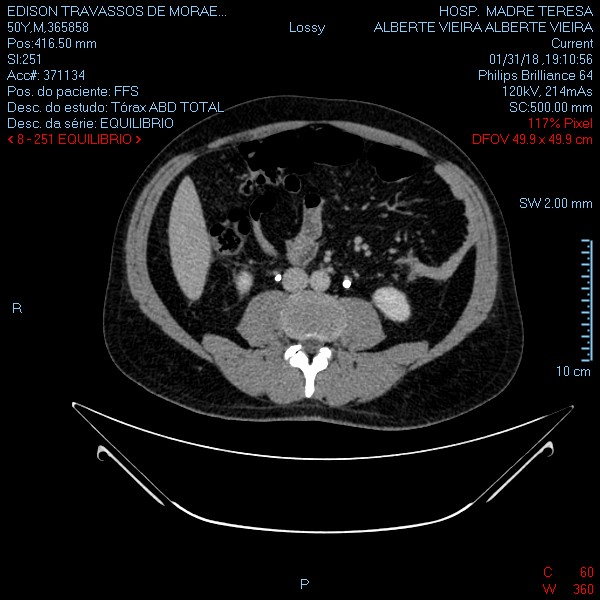 EDISON TRAVASSOS DE MORAE...
50Y,M,365858
Pos:416.50 mm
Sl:251
Acc#: 371134
Pos. do paciente: FFS
Desc. do estudo: Tórax ABD TOTAL
Desc. da série: EQUILIBRIO
< 8 - 251 EQUILIBRIO >
Lossy
HOSP. MADRE TERESA
ALBERTE VIEIRA ALBERTE VIEIRA
Current
01/31/18 ,19:10:56
Philips Brilliance 64
120kV, 214mAs
SC:500.00 mm
117% Pixel
DFOV 49.9 x 49.9 cm
SW 2.00 mm
R
10 cm
P
C 60
W 360